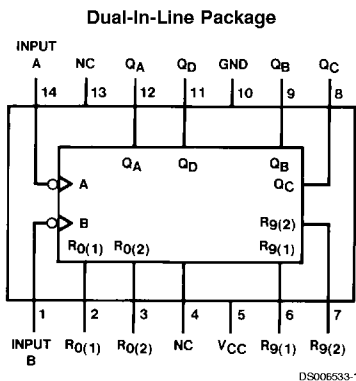 Dual-In-Line Package
INPUT
A NC QA QD GND QB QC
14 13 12 11 10 9 8
QA QD QB
QC
A
B R9(2)
R0(1) R0(2) R9(1)
1 2 3 4 5 6 7
INPUT
B R0(1) R0(2) NC VCC R9(1) R9(2)
DS006533-1